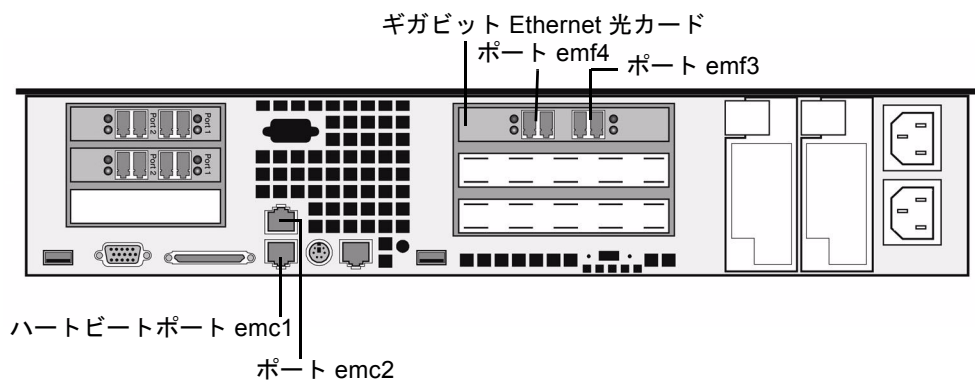 ギガビット Ethernet 光カード
ポート emf4
ポート emf3
Port 2
Port 1
Port 2
Port 1
ハートビートポート emc1
ポート emc2